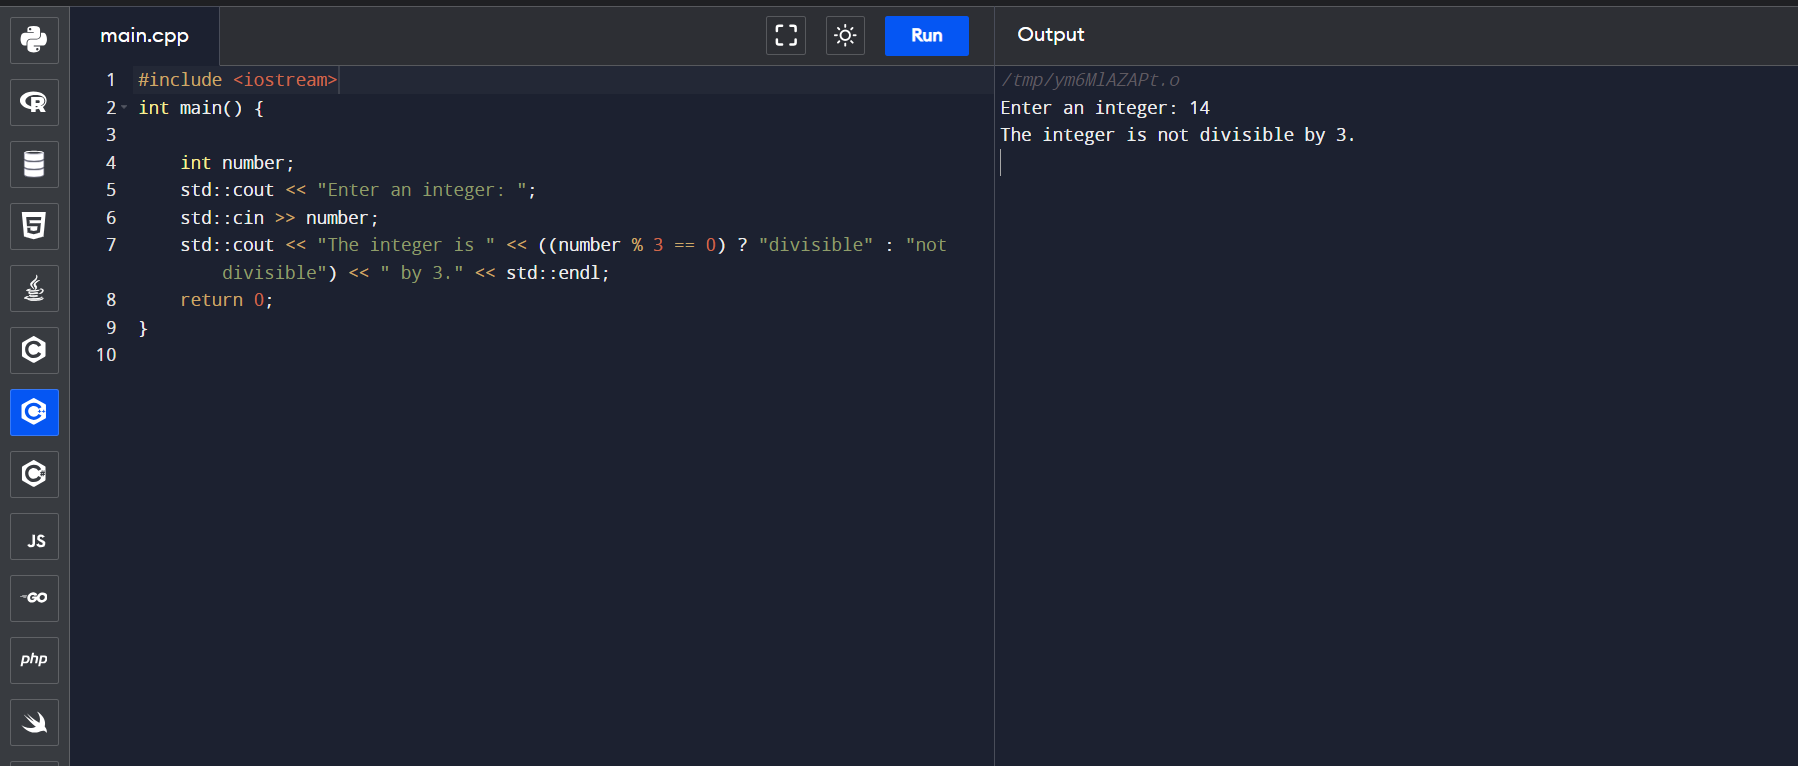 main.cpp
Run
Output
1 #include <iostream>
2 int main() {
3
4 int number;
5 std::cout << "Enter an integer: ";
6 std::cin >> number;
7 std::cout << "The integer is " << ((number % 3 == 0) ? "divisible" : "not
divisible") << " by 3." << std::endl;
8 return 0;
9 }
10
/tmp/ym6MlAZAPt.o
Enter an integer: 14
The integer is not divisible by 3.
R
5
C
C++
C#
JS
GO
php